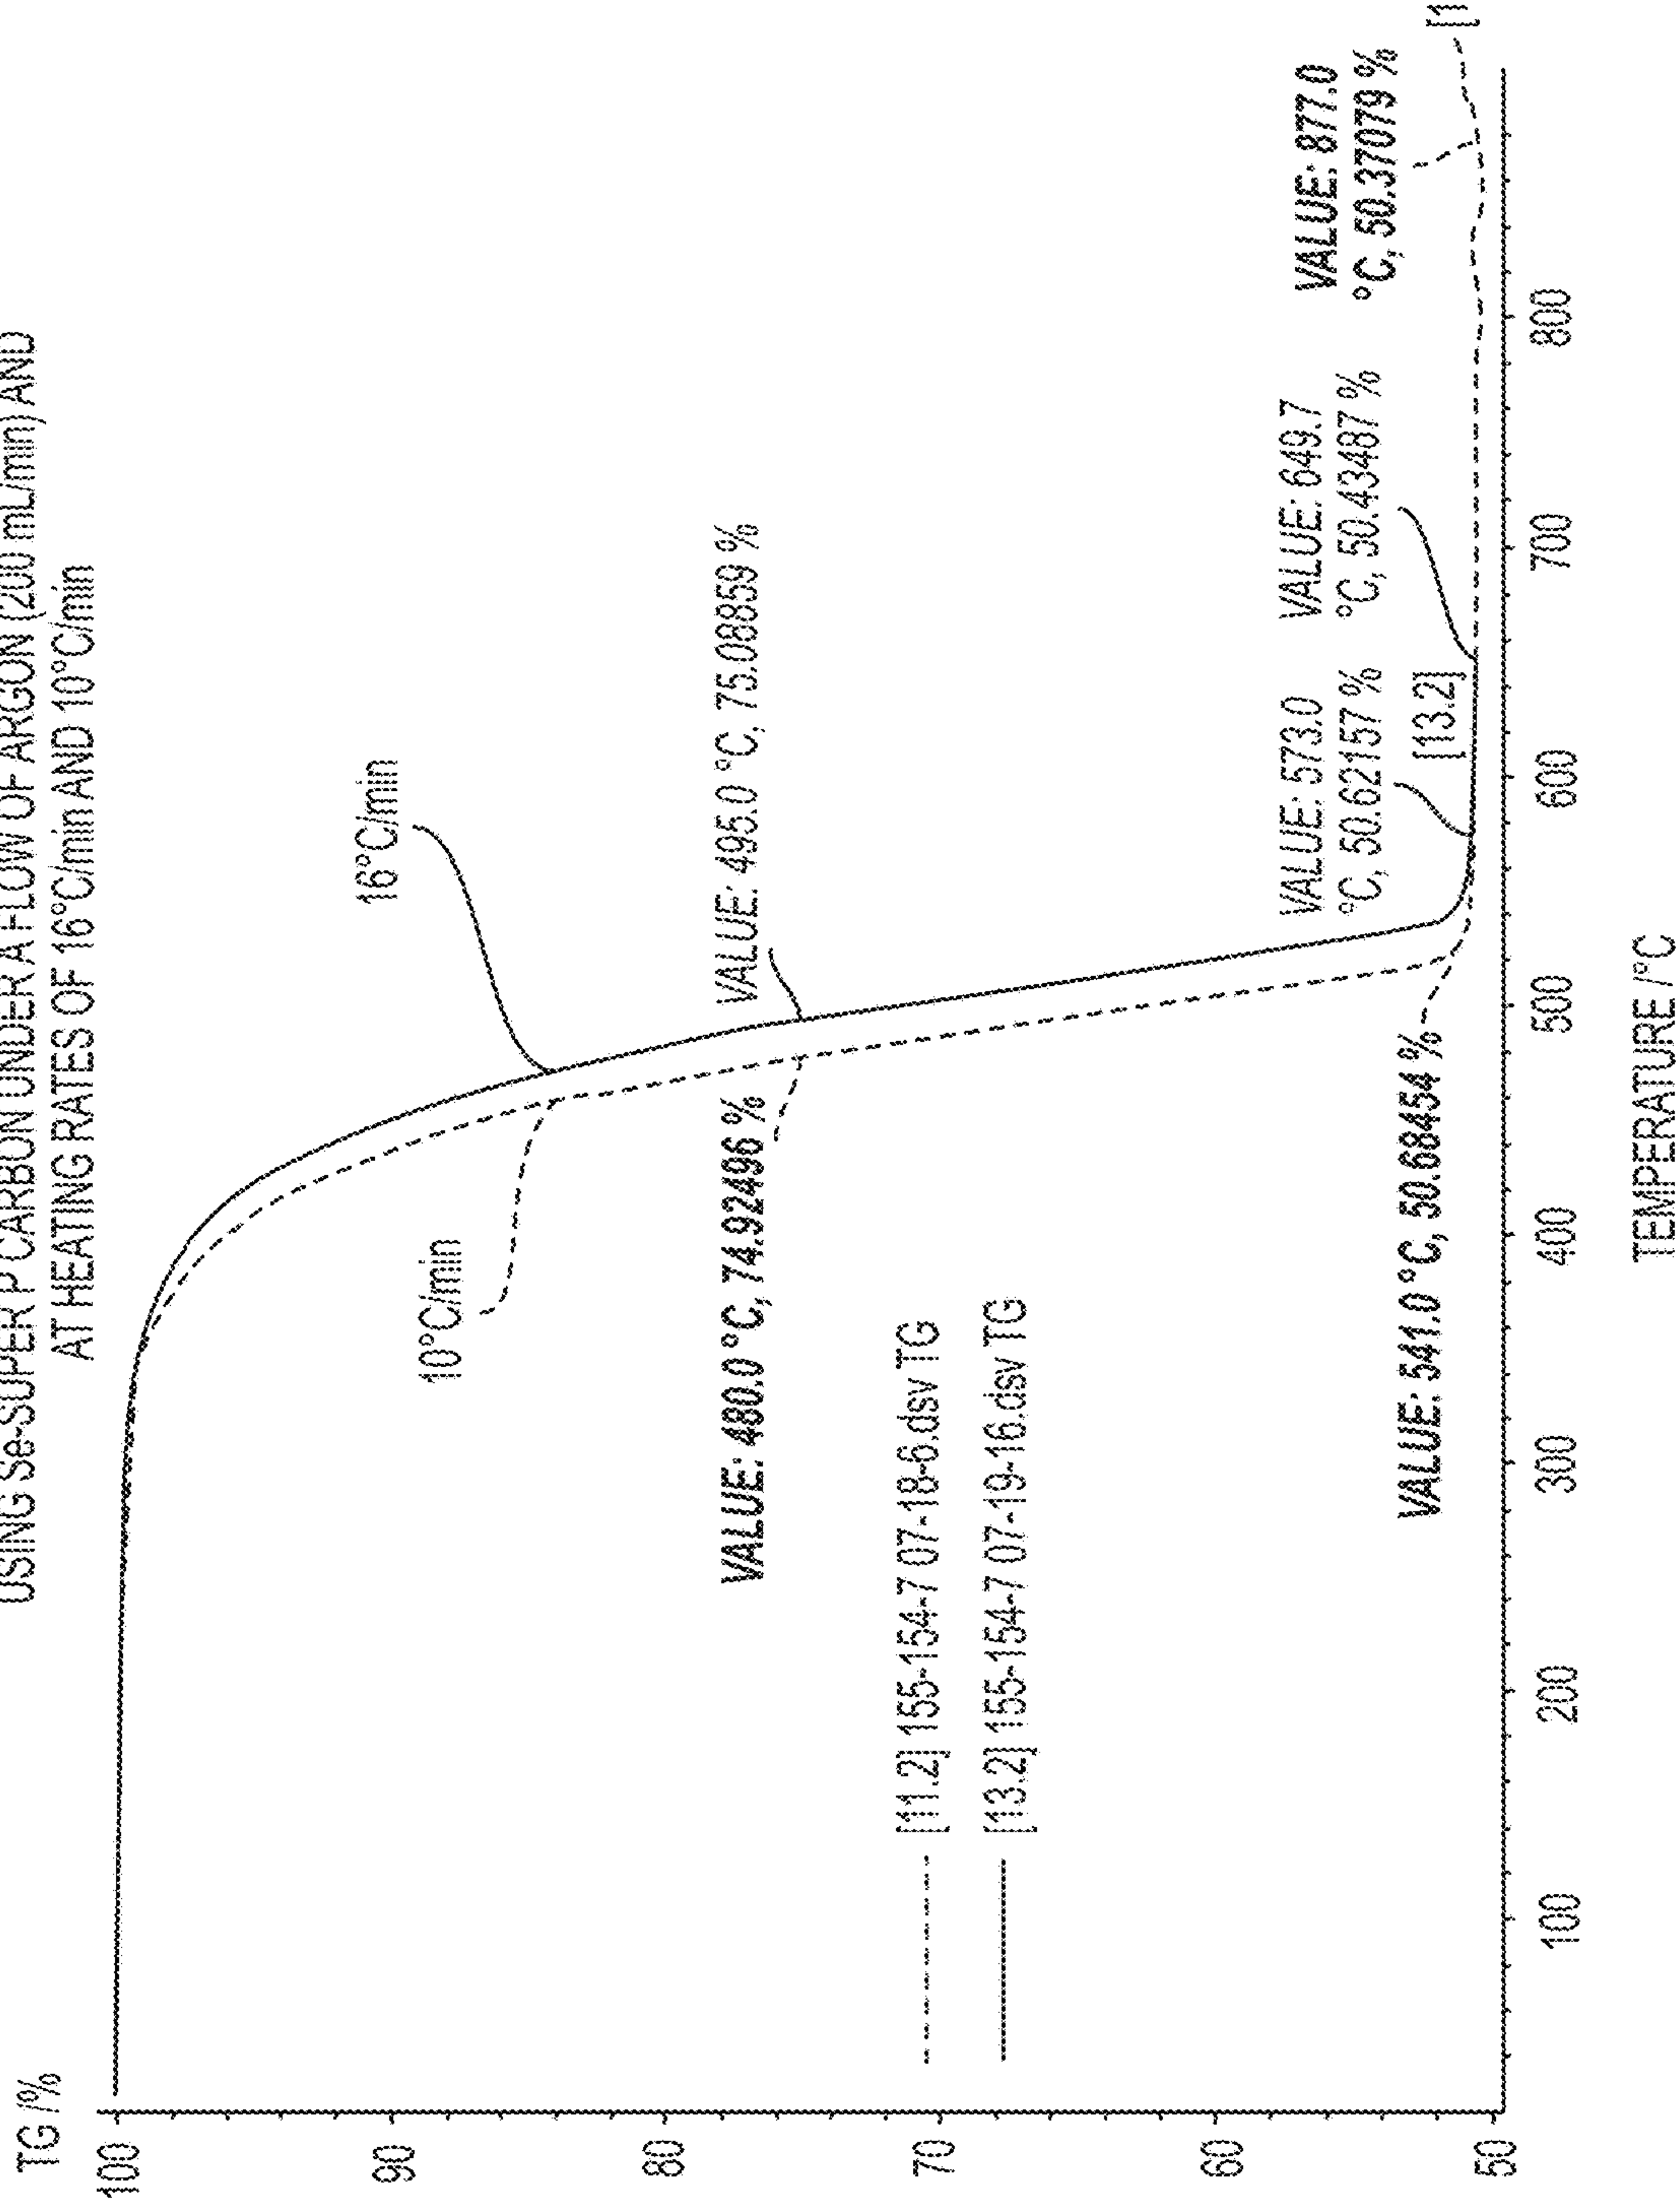 USING Se-SUPER P CARBON UNDER A FLOW OF ARGON (200 mL/min) AND
AT HEATING RATES OF 16°C/min AND 10°C/min
TG /%
100
90
80
70
60
50
16°C/min
10°C/min
VALUE: 495.0 °C, 75.08859 %
VALUE: 480.0 °C, 74.92496 %
[11.2] 155-154-7 07-18-6.dsv TG
[13.2] 155-154-7 07-19-16.dsv TG
VALUE: 573.0
°C, 50.62157 %
VALUE: 649.7
°C, 50.43487 %
VALUE: 877.0
°C, 50.37079 %
[13.2]
[1
VALUE: 541.0 °C, 50.68454 %
100
200
300
400
500
600
700
800
TEMPERATURE /°C